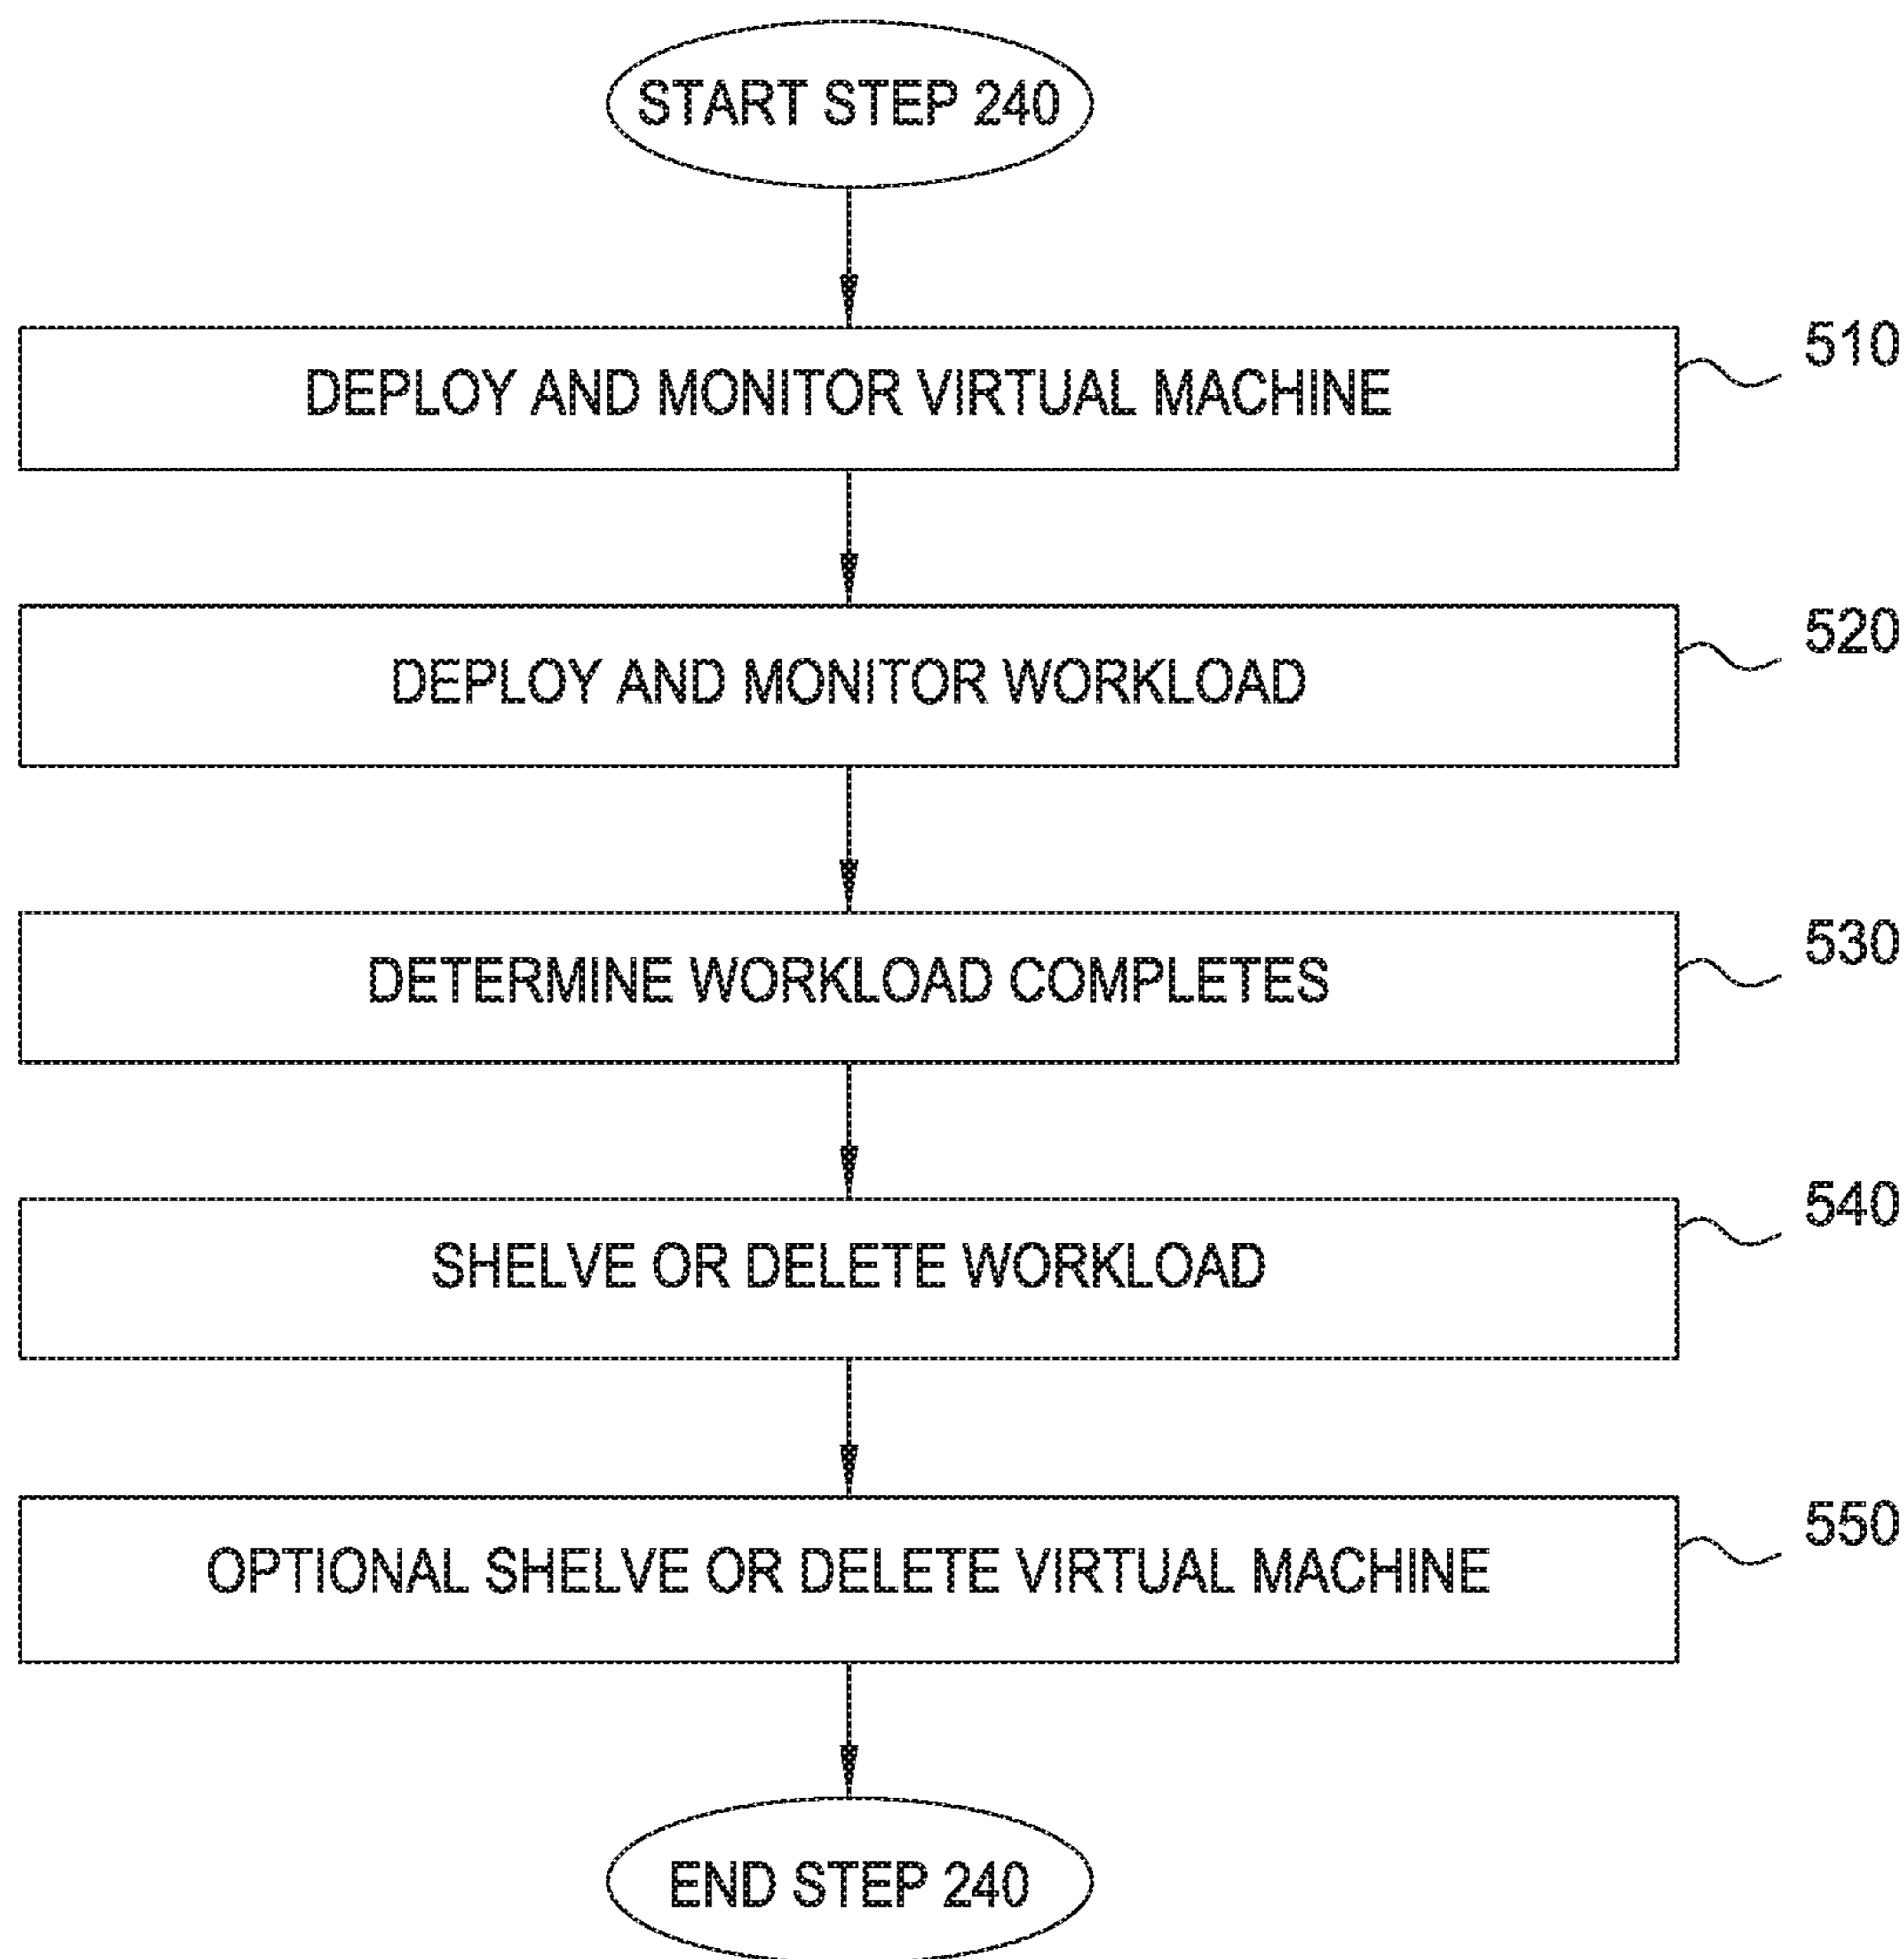 START STEP 240
DEPLOY AND MONITOR VIRTUAL MACHINE
510
DEPLOY AND MONITOR WORKLOAD
520
DETERMINE WORKLOAD COMPLETES
530
SHELVE OR DELETE WORKLOAD
540
OPTIONAL SHELVE OR DELETE VIRTUAL MACHINE
550
END STEP 240